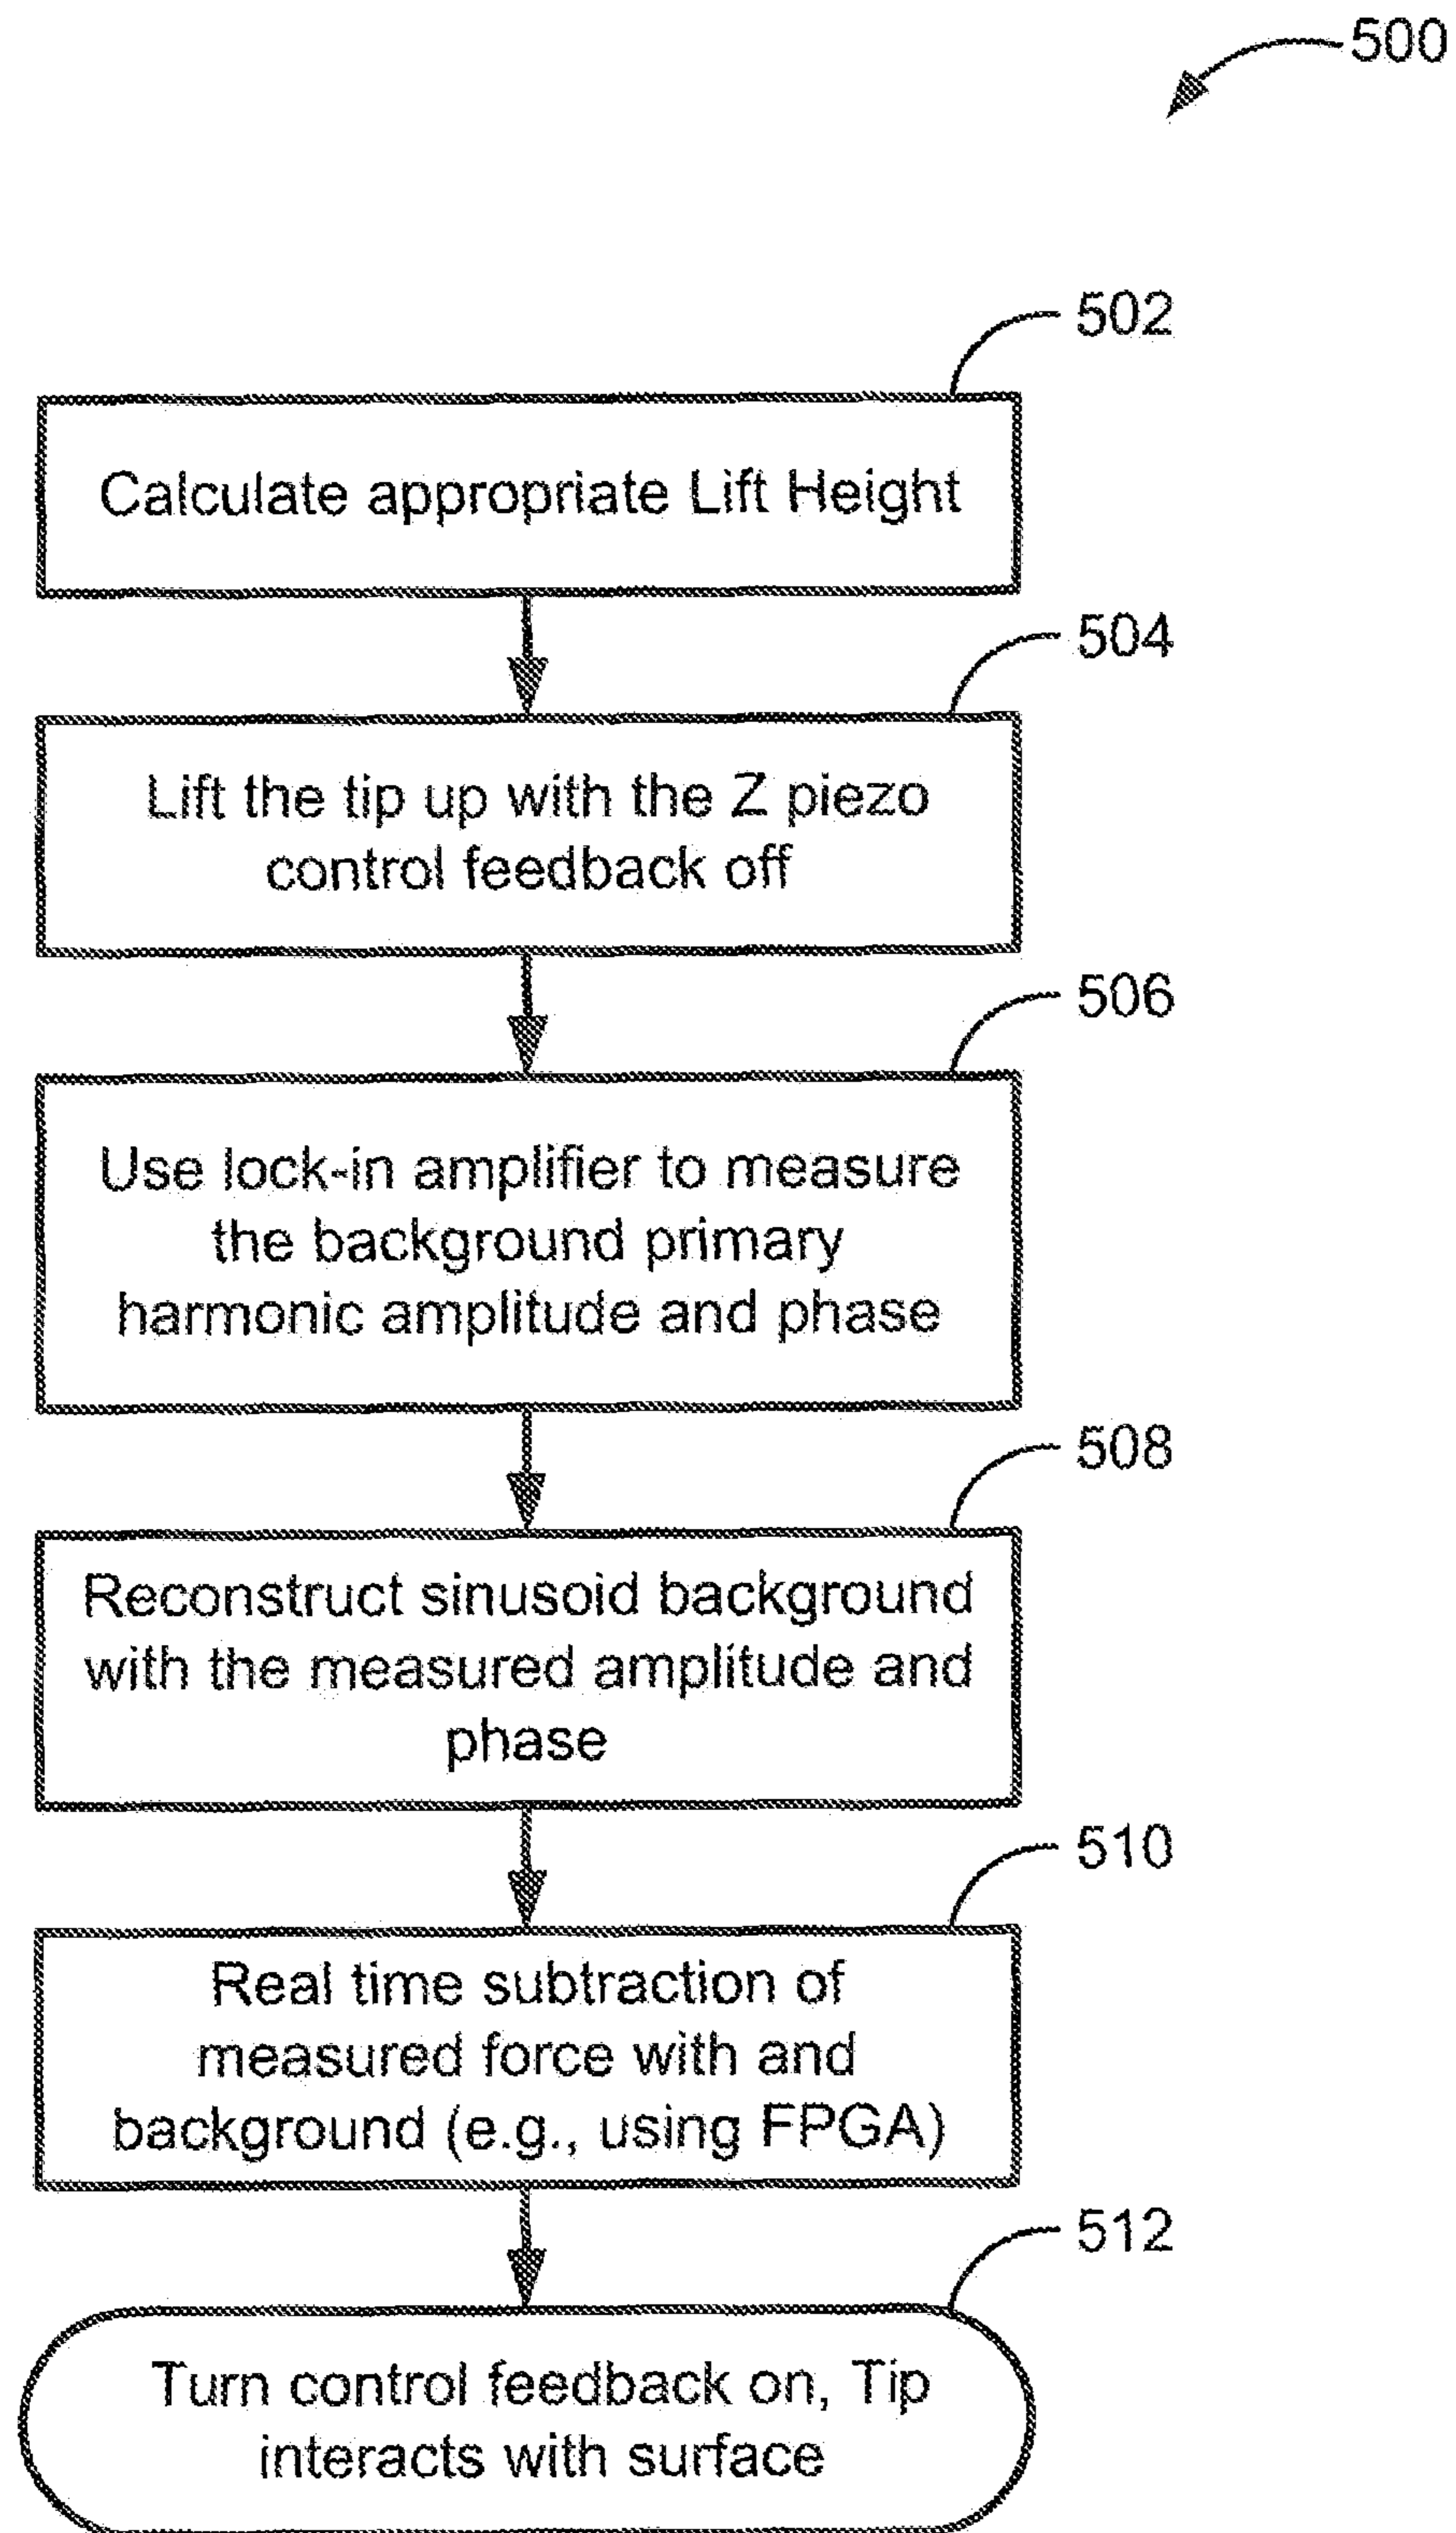 500
502
Calculate appropriate Lift Height
504
Lift the tip up with the Z piezo
control feedback off
506
Use lock-in amplifier to measure
the background primary
harmonic amplitude and phase
508
Reconstruct sinusoid background
with the measured amplitude and
phase
510
Real time subtraction of
measured force with and
background (e.g., using FPGA)
512
Turn control feedback on, Tip
interacts with surface